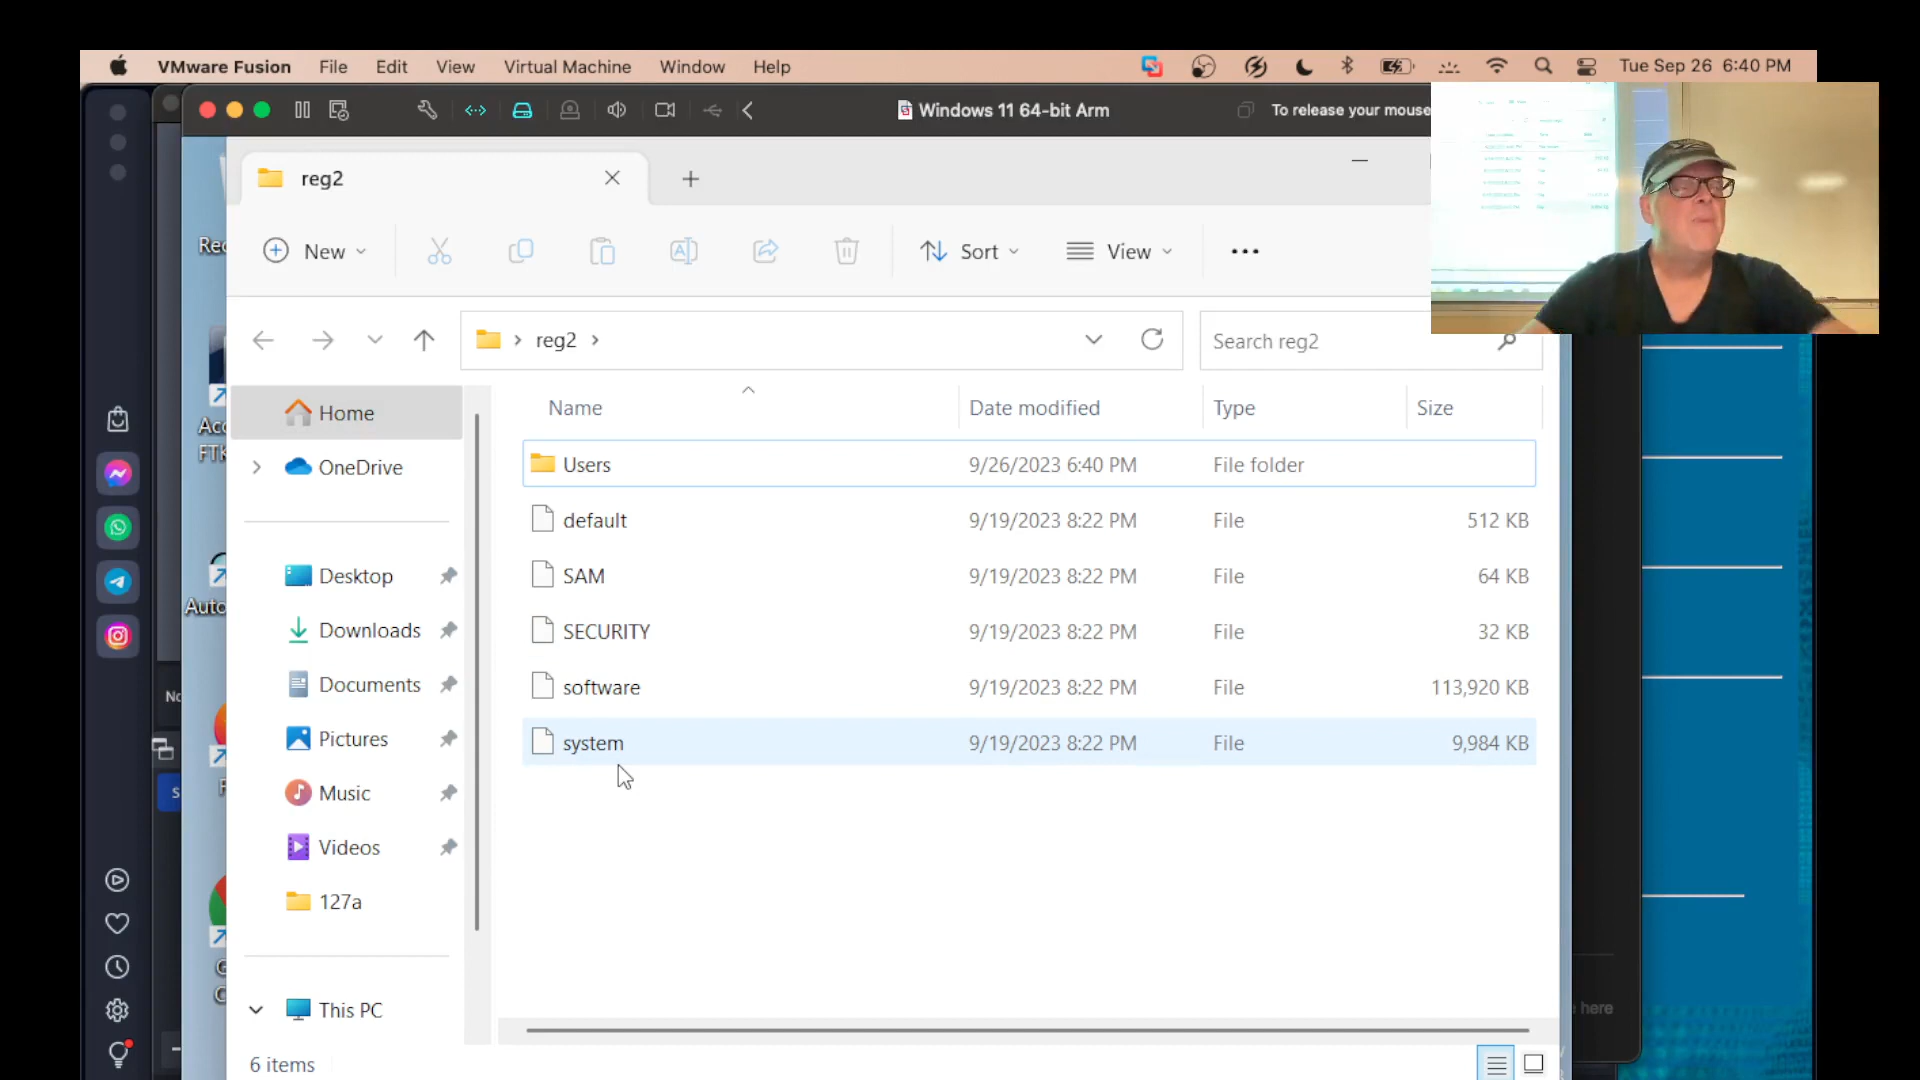 VMware Fusion File Edit View Virtual Machine Window Help Tue Sep 26 6:40 PM
Windows 11 64-bit Arm To release your mouse
reg2
New Sort View
reg2 Search reg2
Name Date modified Type Size
Home
OneDrive
Desktop
Downloads
Documents
Pictures
Music
Videos
127a
This PC
Users 9/26/2023 6:40 PM File folder
default 9/19/2023 8:22 PM File 512 KB
SAM 9/19/2023 8:22 PM File 64 KB
SECURITY 9/19/2023 8:22 PM File 32 KB
software 9/19/2023 8:22 PM File 113,920 KB
system 9/19/2023 8:22 PM File 9,984 KB
6 items
Rec
Acc
FTK
Auto
here